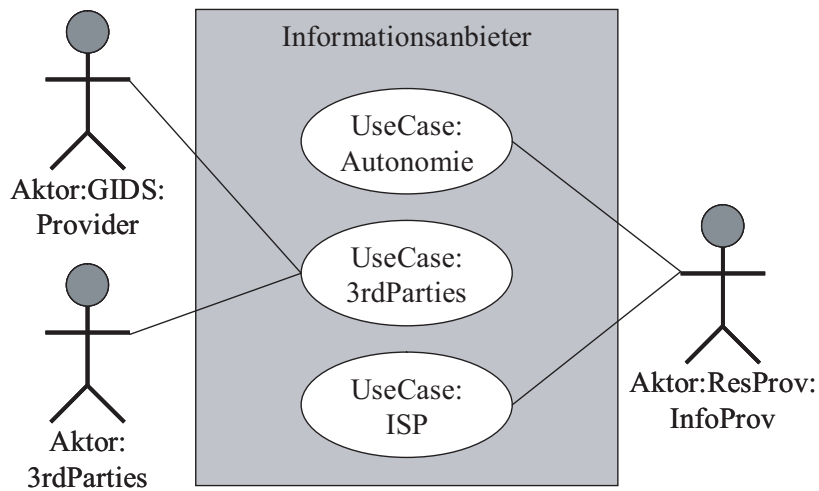 Informationsanbieter
UseCase:
Autonomie
Aktor:GIDS:
Provider
UseCase:
3rdParties
UseCase:
ISP
Aktor:ResProv:
InfoProv
Aktor:
3rdParties